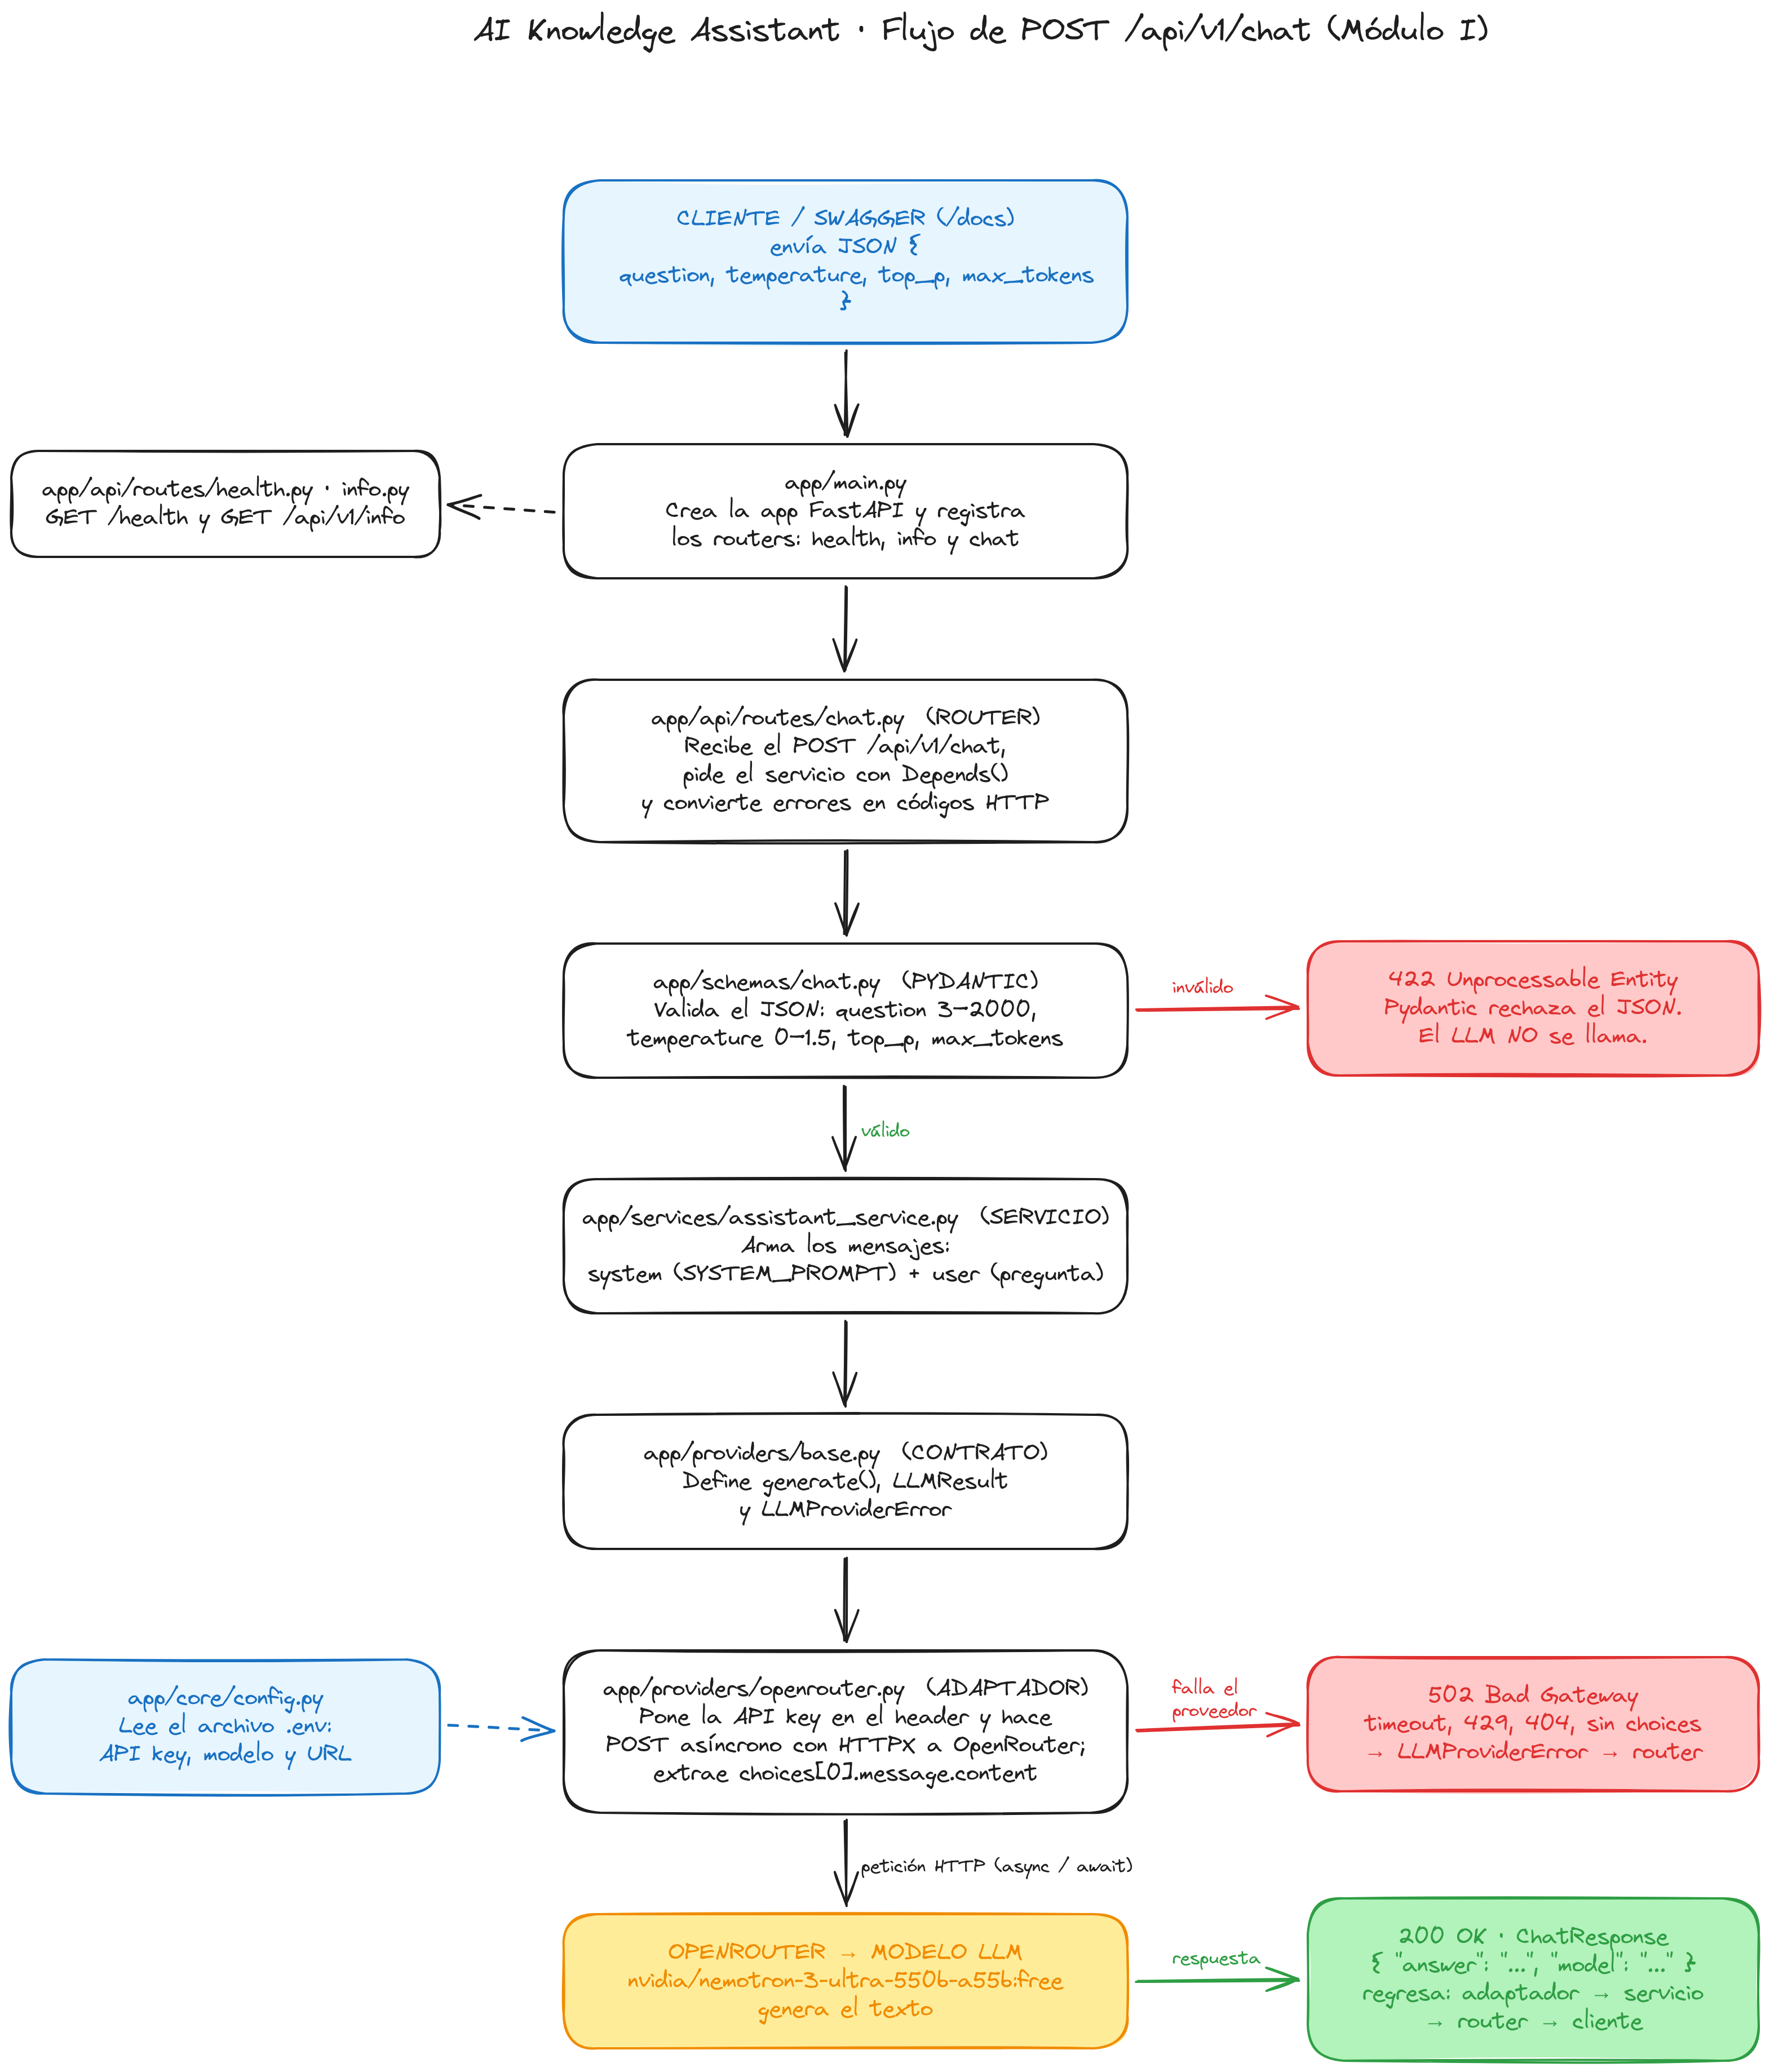 AI Knowledge Assistant · Flujo de POST /api/v1/chat (Módulo I)
CLIENTE / SWAGGER (/docs)
envía JSON {
question, temperature, top_p, max_tokens
}
app/api/routes/health.py · info.py
GET /health y GET /api/v1/info
app/main.py
Crea la app FastAPI y registra
los routers: health, info y chat
app/api/routes/chat.py (ROUTER)
Recibe el POST /api/v1/chat,
pide el servicio con Depends()
y convierte errores en códigos HTTP
app/schemas/chat.py (PYDANTIC)
Valida el JSON: question 3–2000,
temperature 0–1.5, top_p, max_tokens
inválido
422 Unprocessable Entity
Pydantic rechaza el JSON.
El LLM NO se llama.
válido
app/services/assistant_service.py (SERVICIO)
Arma los mensajes:
system (SYSTEM_PROMPT) + user (pregunta)
app/providers/base.py (CONTRATO)
Define generate(), LLMResult
y LLMProviderError
app/core/config.py
Lee el archivo .env:
API key, modelo y URL
app/providers/openrouter.py (ADAPTADOR)
Pone la API key en el header y hace
POST asíncrono con HTTPX a OpenRouter;
extrae choices[0].message.content
falla el
proveedor
502 Bad Gateway
timeout, 429, 404, sin choices
→ LLMProviderError → router
petición HTTP (async / await)
OPENROUTER → MODELO LLM
nvidia/nemotron-3-ultra-550b-a55b:free
genera el texto
respuesta
200 OK · ChatResponse
{ "answer": "...", "model": "..." }
regresa: adaptador → servicio
→ router → cliente